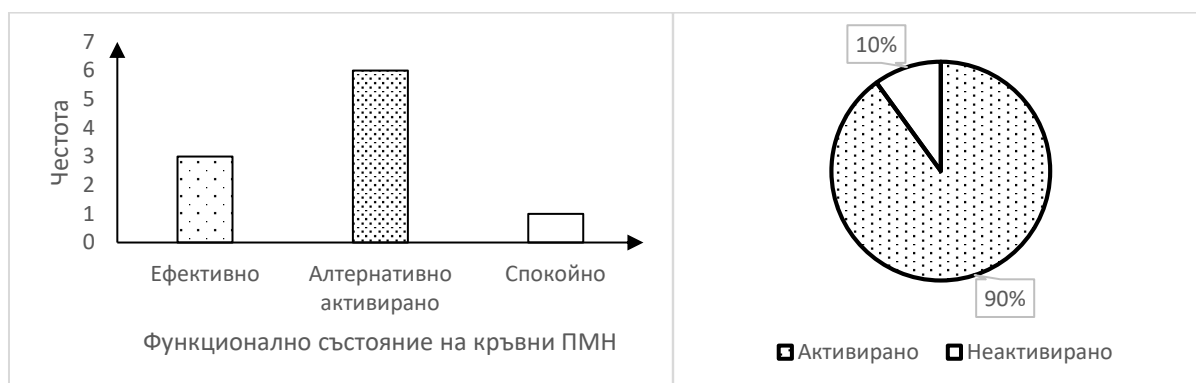 7
6
5
4
3
2
1
0
Честота
Ефективно
Алтернативно
активирано
Спокойно
Функционално състояние на кръвни ПМН
10%
90%
Активирано
Неактивирано